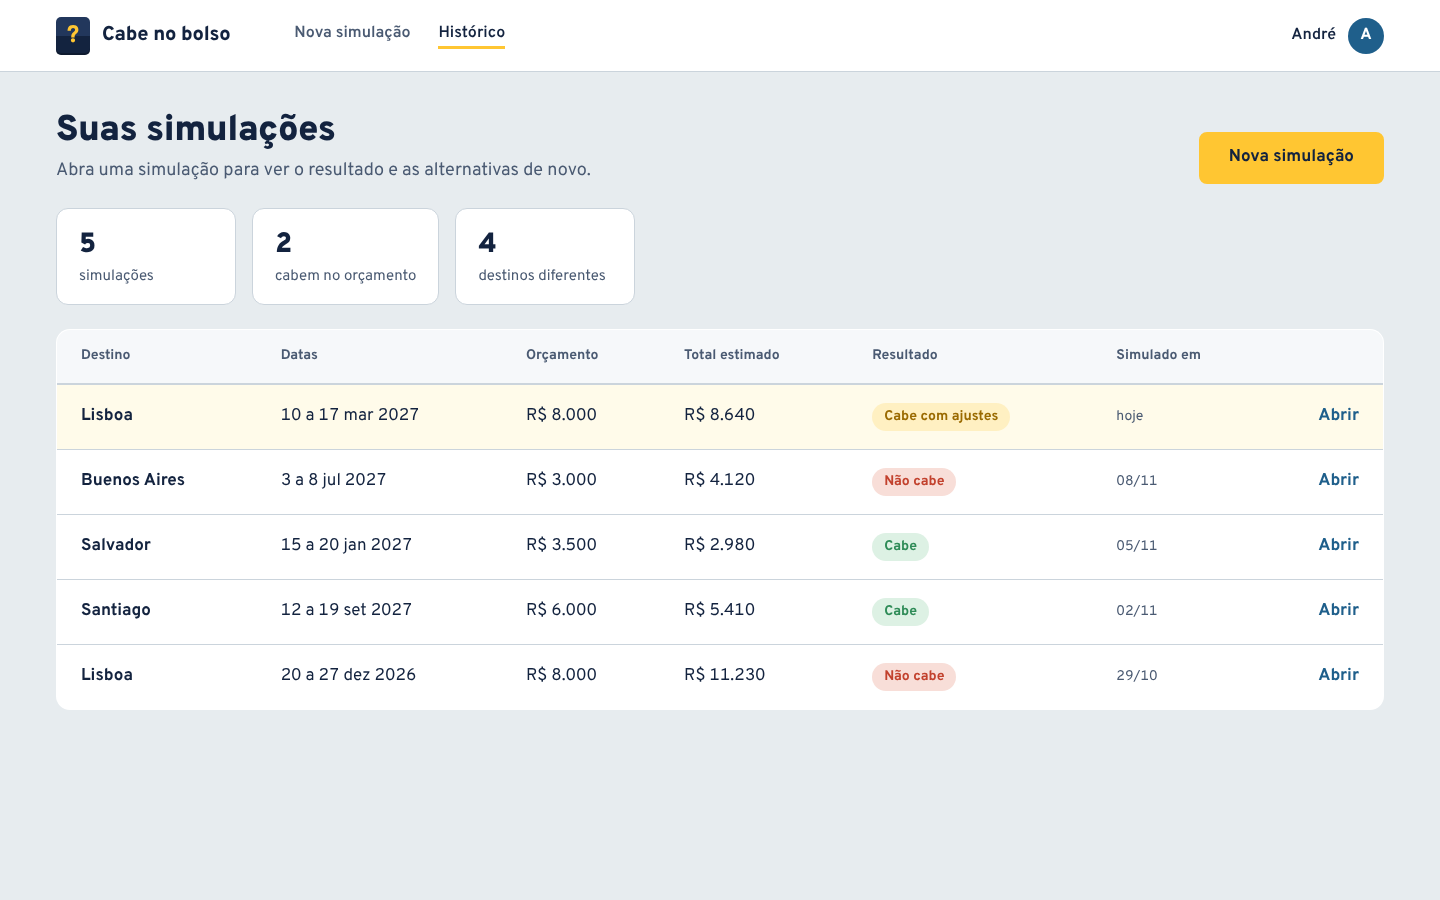 ? Cabe no bolso Nova simulação Histórico André A
Suas simulações
Abra uma simulação para ver o resultado e as alternativas de novo.
Nova simulação
5
simulações
2
cabem no orçamento
4
destinos diferentes
Destino Datas Orçamento Total estimado Resultado Simulado em
Lisboa 10 a 17 mar 2027 R$ 8.000 R$ 8.640 Cabe com ajustes hoje Abrir
Buenos Aires 3 a 8 jul 2027 R$ 3.000 R$ 4.120 Não cabe 08/11 Abrir
Salvador 15 a 20 jan 2027 R$ 3.500 R$ 2.980 Cabe 05/11 Abrir
Santiago 12 a 19 set 2027 R$ 6.000 R$ 5.410 Cabe 02/11 Abrir
Lisboa 20 a 27 dez 2026 R$ 8.000 R$ 11.230 Não cabe 29/10 Abrir